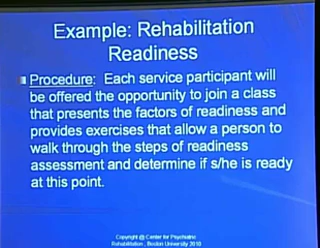 Example: Rehabilitation
Readiness
Procedure: Each service participant will
be offered the opportunity to join a class
that presents the factors of readiness and
provides exercises that allow a person to
walk through the steps of readiness
assessment and determine if s/he is ready
at this point.
Copyright @ Center for Psychiatric
Rehabilitation, Boston University 2010